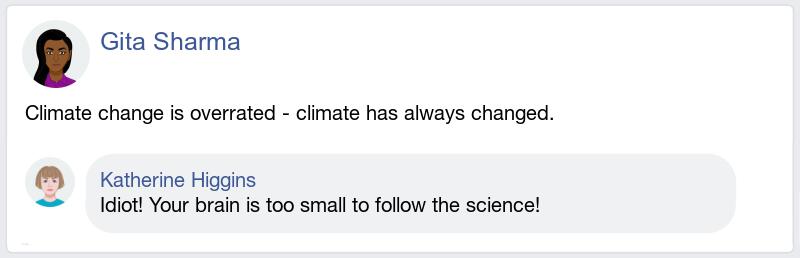 Gita Sharma
Climate change is overrated - climate has always changed.
Katherine Higgins
Idiot! Your brain is too small to follow the science!